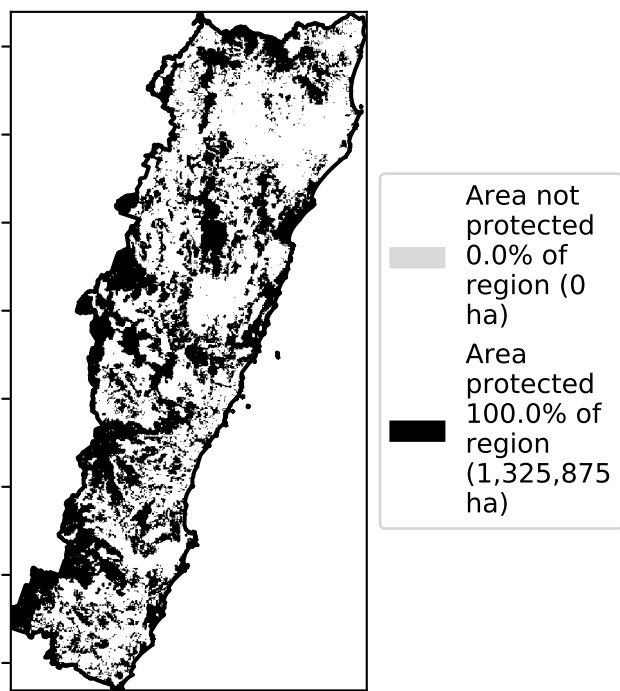 Area not
protected
0.0% of
region (0
ha)
Area
protected
100.0% of
region
(1,325,875
ha)